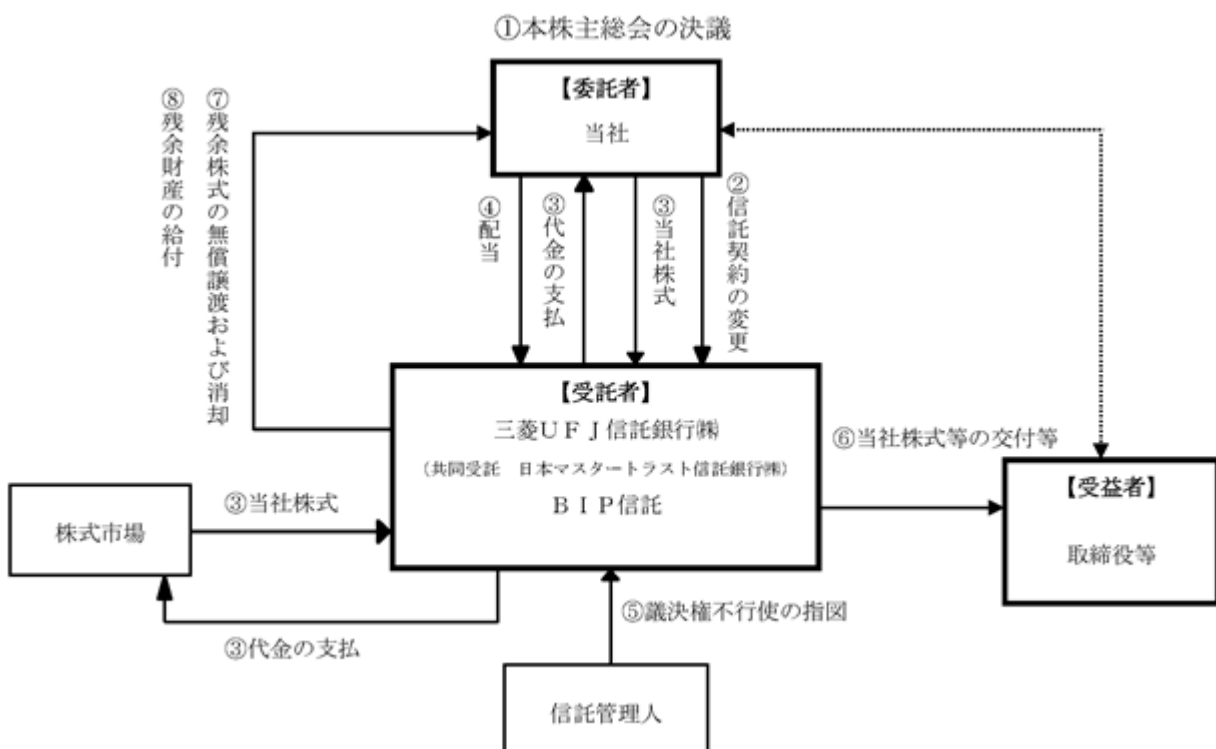 ①本株主総会の決議
【委託者】
当社
⑧残余財産の給付
⑦残余株式の無償譲渡および消却
④配当
③代金の支払
③当社株式
②信託契約の変更
【受託者】
三菱UFJ信託銀行㈱
(共同受託 日本マスタートラスト信託銀行㈱)
BIP信託
⑥当社株式等の交付等
【受益者】
取締役等
株式市場
③当社株式
③代金の支払
⑤議決権不行使の指図
信託管理人